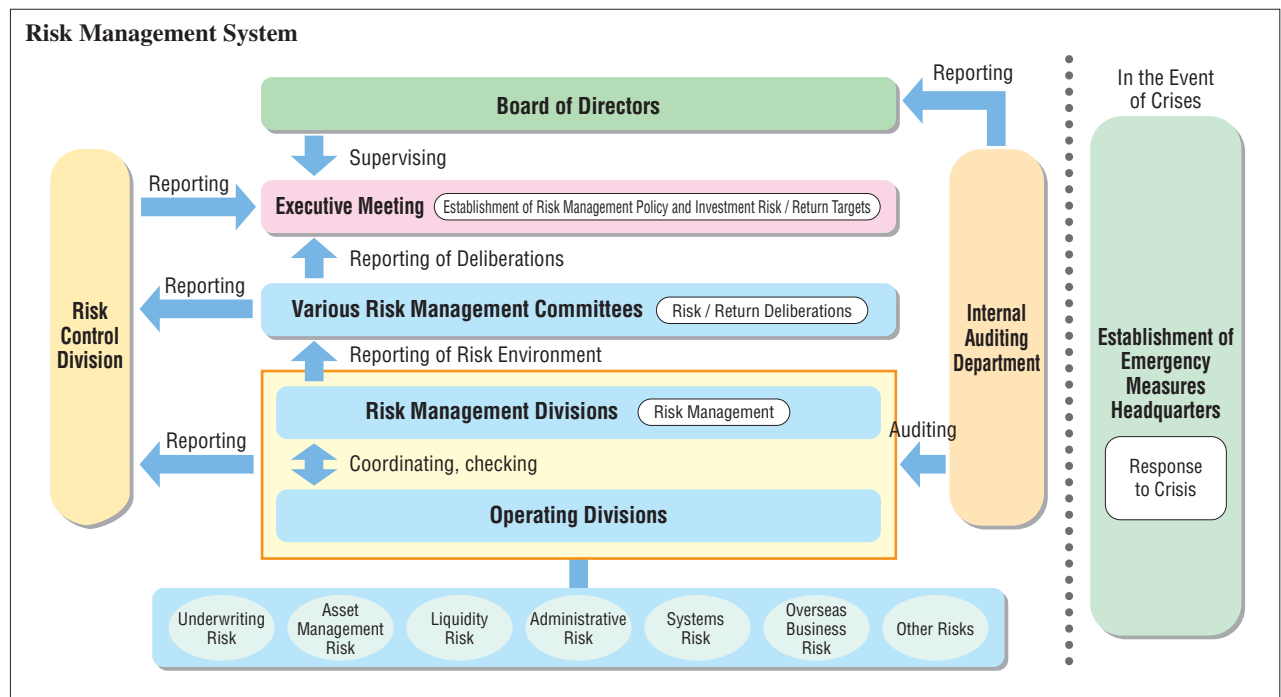 Risk Management System
Reporting
In the Event
of Crises
Board of Directors
Supervising
Reporting
Executive Meeting
Establishment of Risk Management Policy and Investment Risk / Return Targets
Reporting of Deliberations
Reporting
Various Risk Management Committees
Risk / Return Deliberations
Risk
Control
Division
Internal
Auditing
Department
Establishment of
Emergency
Measures
Headquarters
Reporting of Risk Environment
Risk Management Divisions
Risk Management
Reporting
Auditing
Coordinating, checking
Response
to Crisis
Operating Divisions
Underwriting
Risk
Asset
Management
Risk
Liquidity
Risk
Administrative
Risk
Systems
Risk
Overseas
Business
Risk
Other Risks